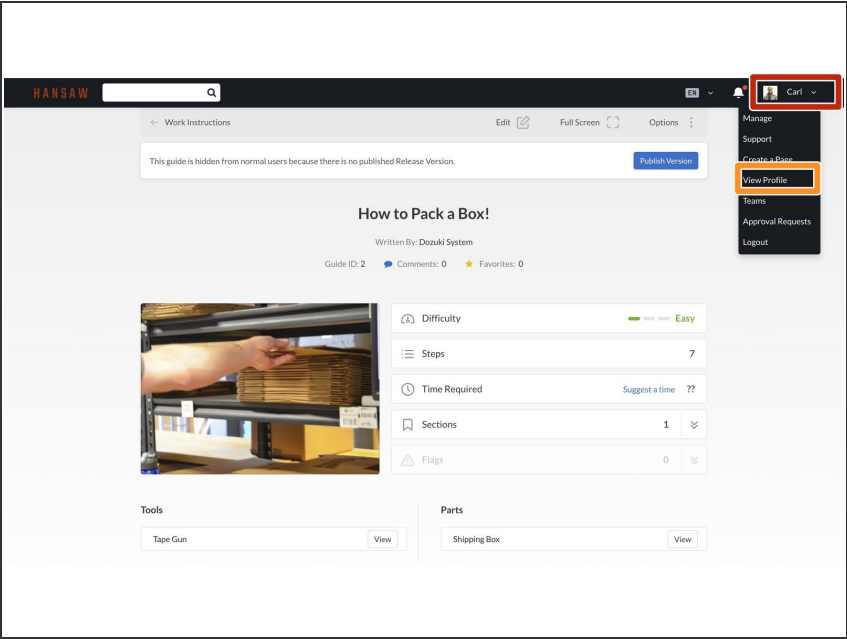 HANSAW
EN
Carl
Work Instructions
Edit
Full Screen
Options
Manage
Support
Create a Page
View Profile
Teams
Approval Requests
Logout
This guide is hidden from normal users because there is no published Release Version.
Publish Version
How to Pack a Box!
Written By: Dozuki System
Guide ID: 2 Comments: 0 Favorites: 0
Difficulty Easy
Steps 7
Time Required Suggest a time ??
Sections 1
Flags 0
Tools
Parts
Tape Gun View
Shipping Box View